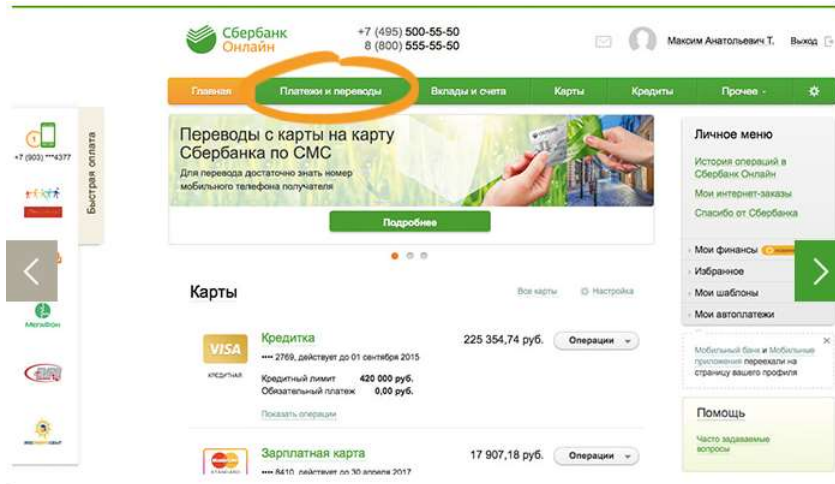 Сбербанк
Онлайн
+7 (495) 500-55-50
8 (800) 555-55-50
Максим Анатольевич Т.
Выход
Главная
Платежи и переводы
Вклады и счета
Карты
Кредиты
Прочее
+7 (903) ***4377
Быстрая оплата
МегаФон
Переводы с карты на карту
Сбербанка по СМС
Для перевода достаточно знать номер
мобильного телефона получателя
Подробнее
Карты
Все карты
Настройка
VISA
КРЕДИТНАЯ
Кредитка
•••• 2769, действует до 01 сентября 2015
225 354,74 руб.
Операции
Кредитный лимит 420 000 руб.
Обязательный платеж 0,00 руб.
Показать операции
Зарплатная карта
•••• 8410, действует до 30 апреля 2017
17 907,18 руб.
Операции
Личное меню
История операций в
Сбербанк Онлайн
Мои интернет-заказы
Спасибо от Сбербанка
Мои финансы
Избранное
Мои шаблоны
Мои автоплатежи
Мобильный банк и Мобильные
приложения переехали на
страницу вашего профиля
Помощь
Часто задаваемые
вопросы